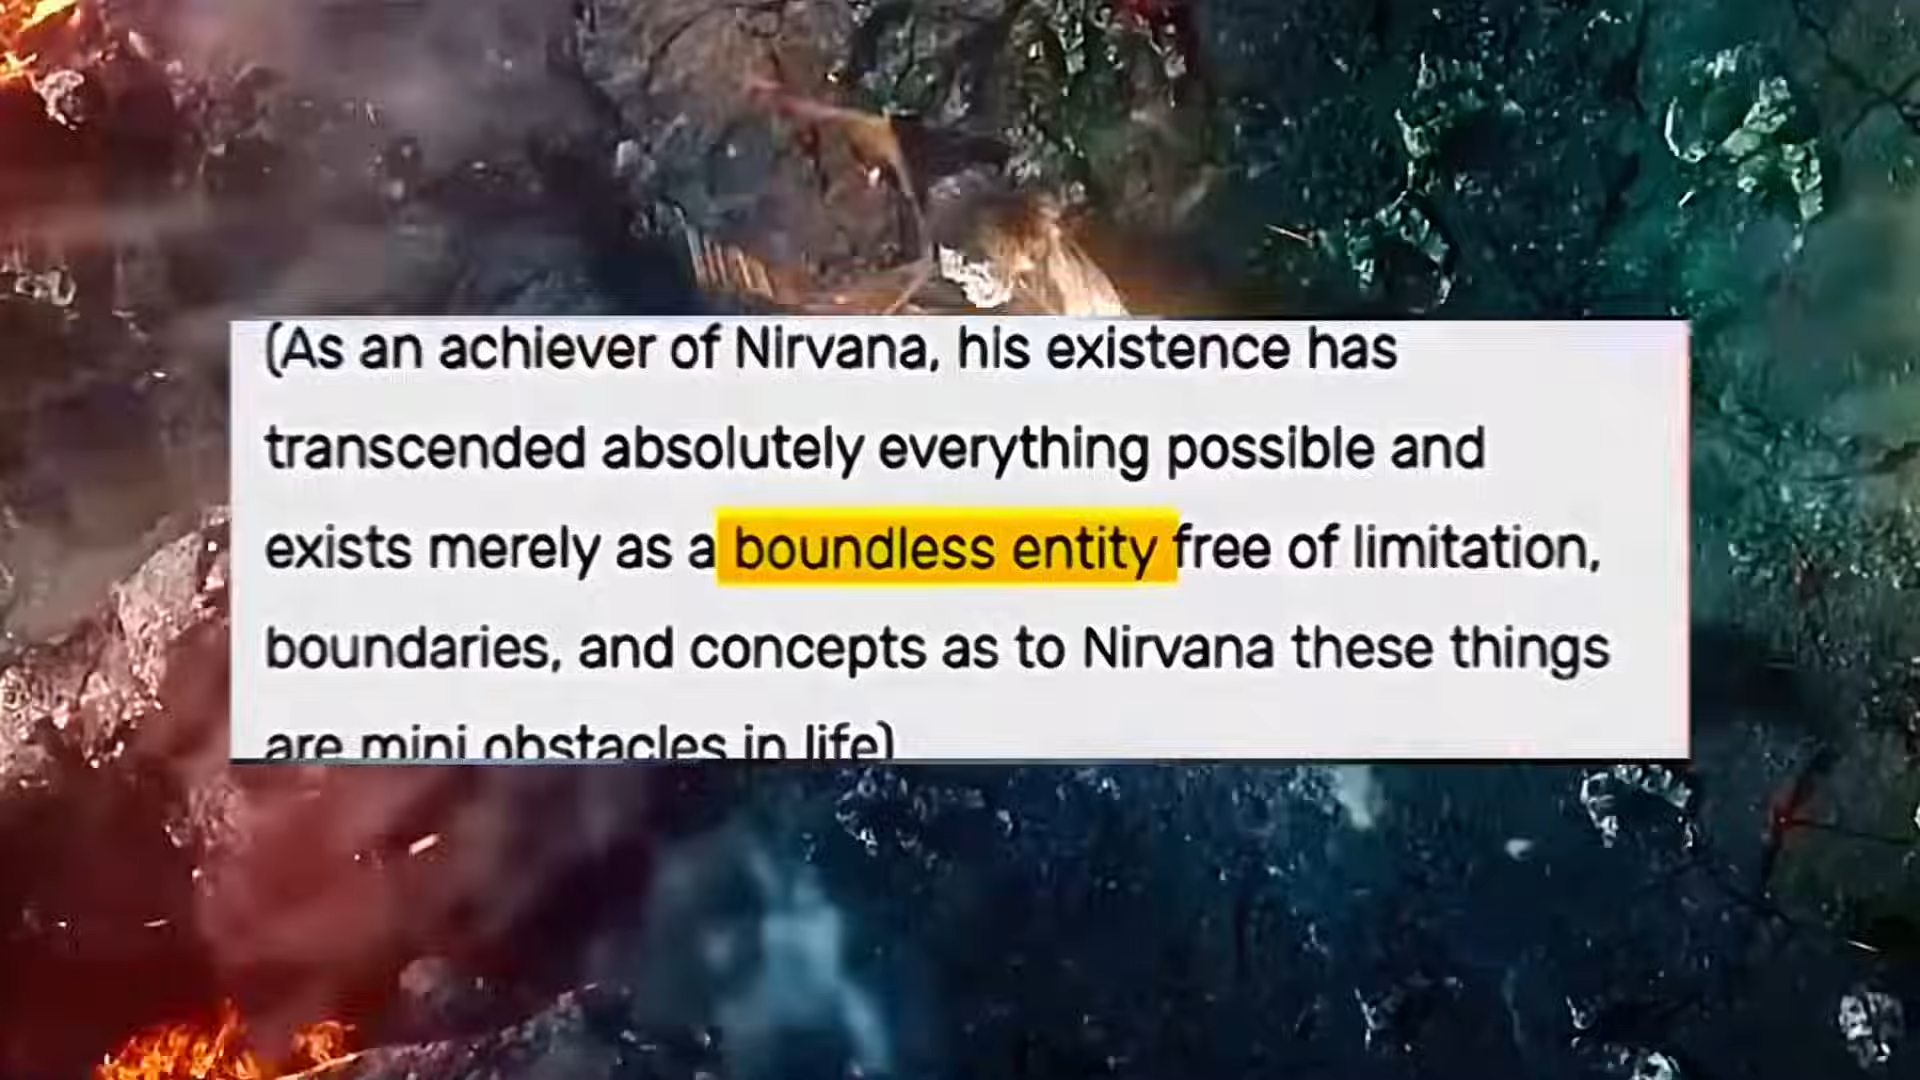 (As an achiever of Nirvana, his existence has
transcended absolutely everything possible and
exists merely as a boundless entity free of limitation,
boundaries, and concepts as to Nirvana these things
are mini obstacles in life)